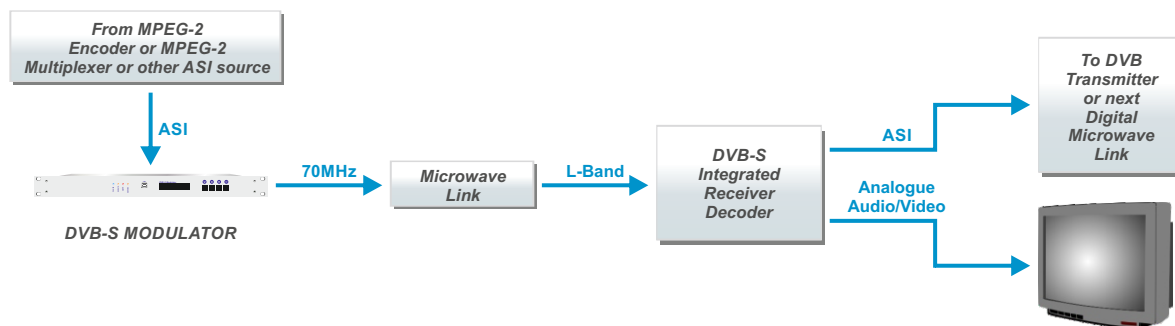 From MPEG-2
Encoder or MPEG-2
Multiplexer or other ASI source
ASI
DVB-S MODULATOR
70MHz
Microwave
Link
L-Band
DVB-S
Integrated
Receiver
Decoder
ASI
Analogue
Audio/Video
To DVB
Transmitter
or next
Digital
Microwave
Link